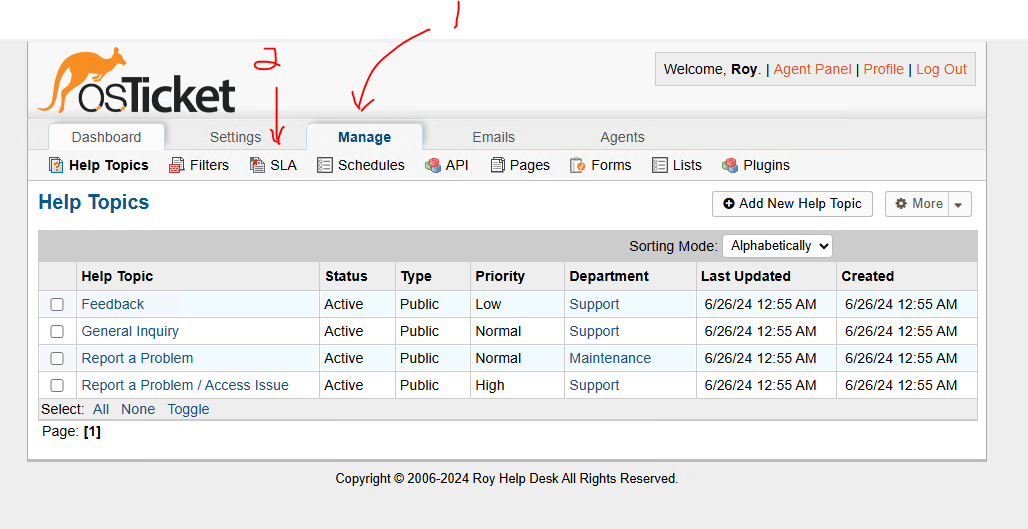 1
2
osTicket
Welcome, Roy. | Agent Panel | Profile | Log Out
Dashboard Settings Manage Emails Agents
Help Topics Filters SLA Schedules API Pages Forms Lists Plugins
Help Topics
Add New Help Topic More
Sorting Mode: Alphabetically
Help Topic Status Type Priority Department Last Updated Created
Feedback Active Public Low Support 6/26/24 12:55 AM 6/26/24 12:55 AM
General Inquiry Active Public Normal Support 6/26/24 12:55 AM 6/26/24 12:55 AM
Report a Problem Active Public Normal Maintenance 6/26/24 12:55 AM 6/26/24 12:55 AM
Report a Problem / Access Issue Active Public High Support 6/26/24 12:55 AM 6/26/24 12:55 AM
Select: All None Toggle
Page: [1]
Copyright © 2006-2024 Roy Help Desk All Rights Reserved.